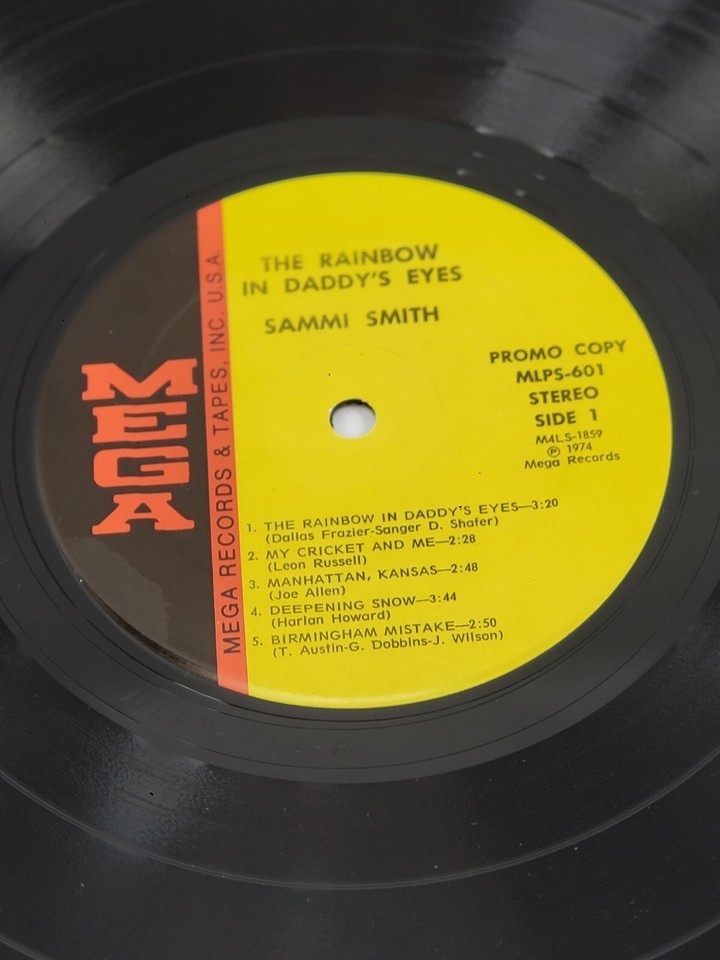 MEGA
MEGA RECORDS & TAPES, INC. U.S.A.
THE RAINBOW
IN DADDY'S EYES
SAMMI SMITH
PROMO COPY
MLPS-601
STEREO
SIDE 1
M4LS-1859
Ⓟ 1974
Mega Records
1. THE RAINBOW IN DADDY'S EYES—3:20
(Dallas Frazier-Sanger D. Shafer)
2. MY CRICKET AND ME—2:28
(Leon Russell)
3. MANHATTAN, KANSAS—2:48
(Joe Allen)
4. DEEPENING SNOW—3:44
(Harlan Howard)
5. BIRMINGHAM MISTAKE—2:50
(T. Austin-G. Dobbins-J. Wilson)